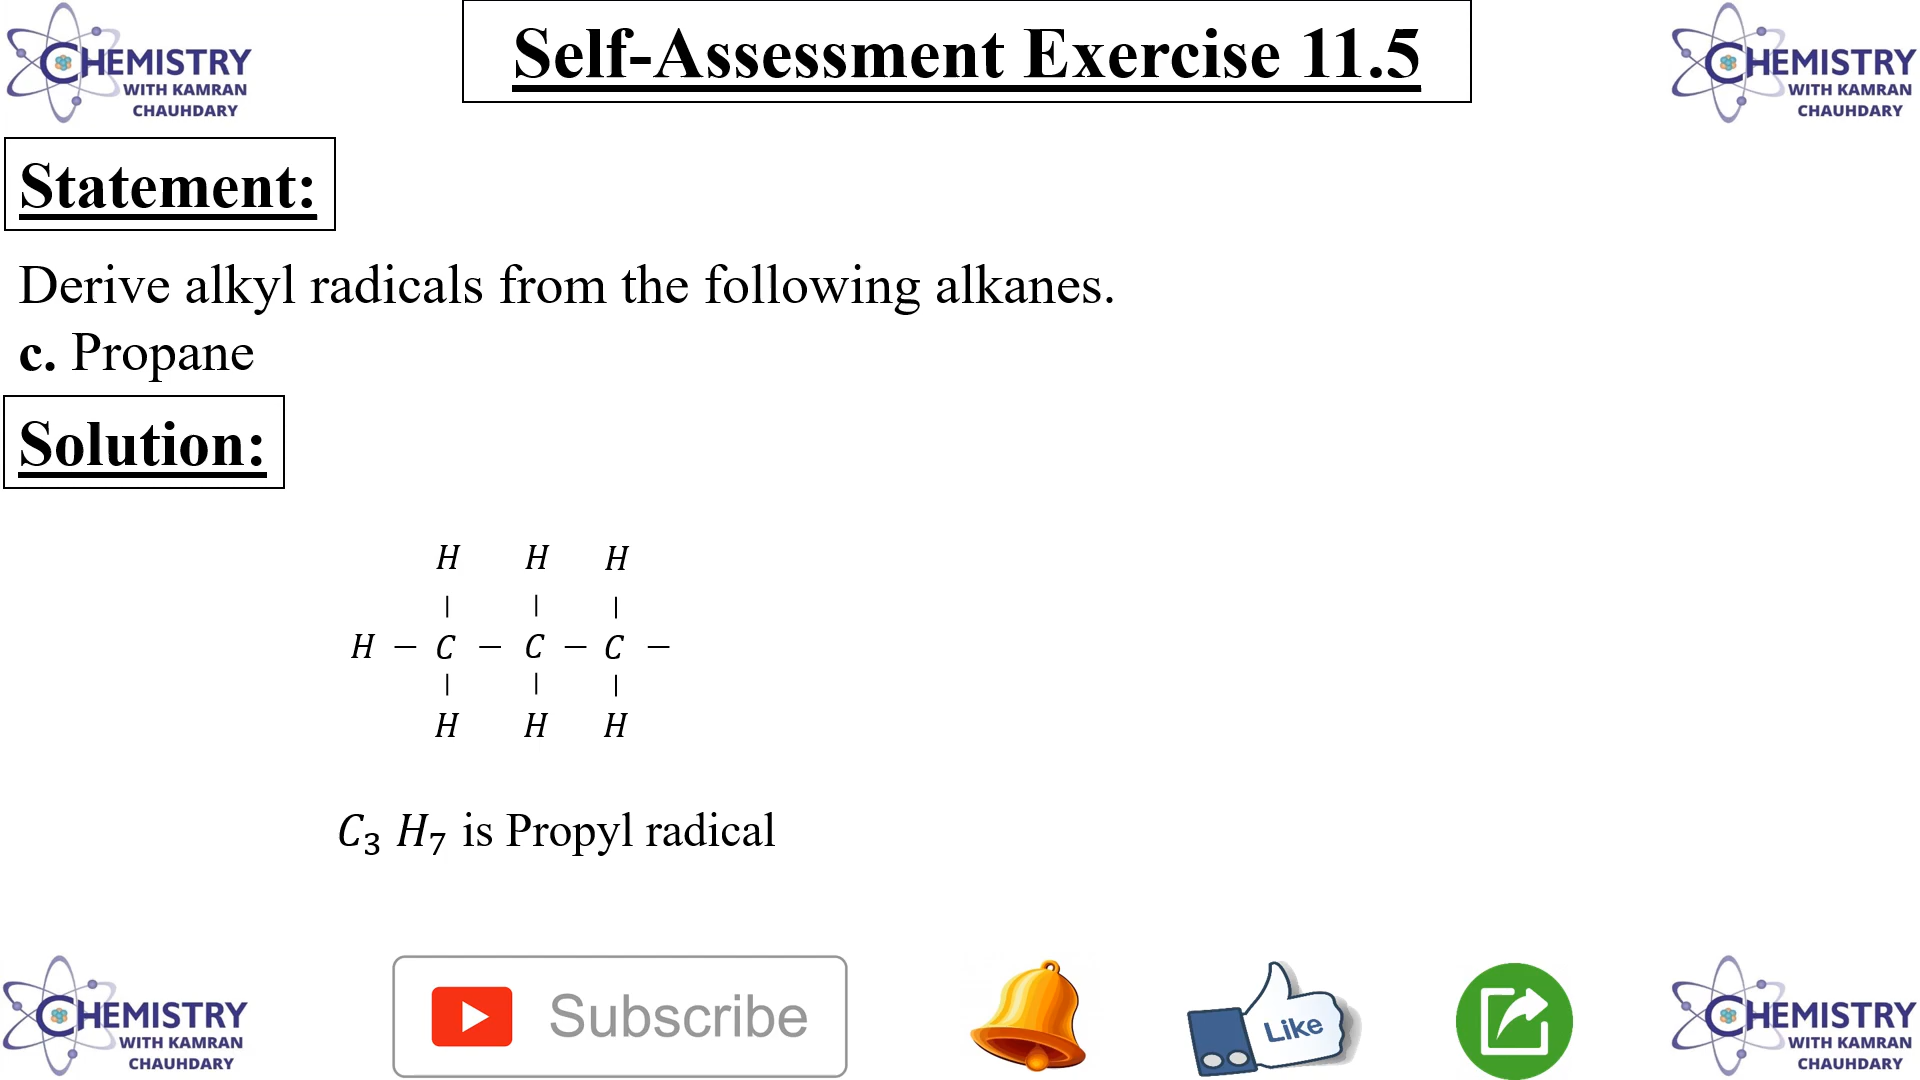 CHEMISTRY
WITH KAMRAN
CHAUHDARY
Self-Assessment Exercise 11.5
CHEMISTRY
WITH KAMRAN
CHAUHDARY
Statement:
Derive alkyl radicals from the following alkanes.
c. Propane
Solution:
H H H
| | |
H – C – C – C –
| | |
H H H
C₃ H₇ is Propyl radical
CHEMISTRY
WITH KAMRAN
CHAUHDARY
Subscribe
Like
CHEMISTRY
WITH KAMRAN
CHAUHDARY